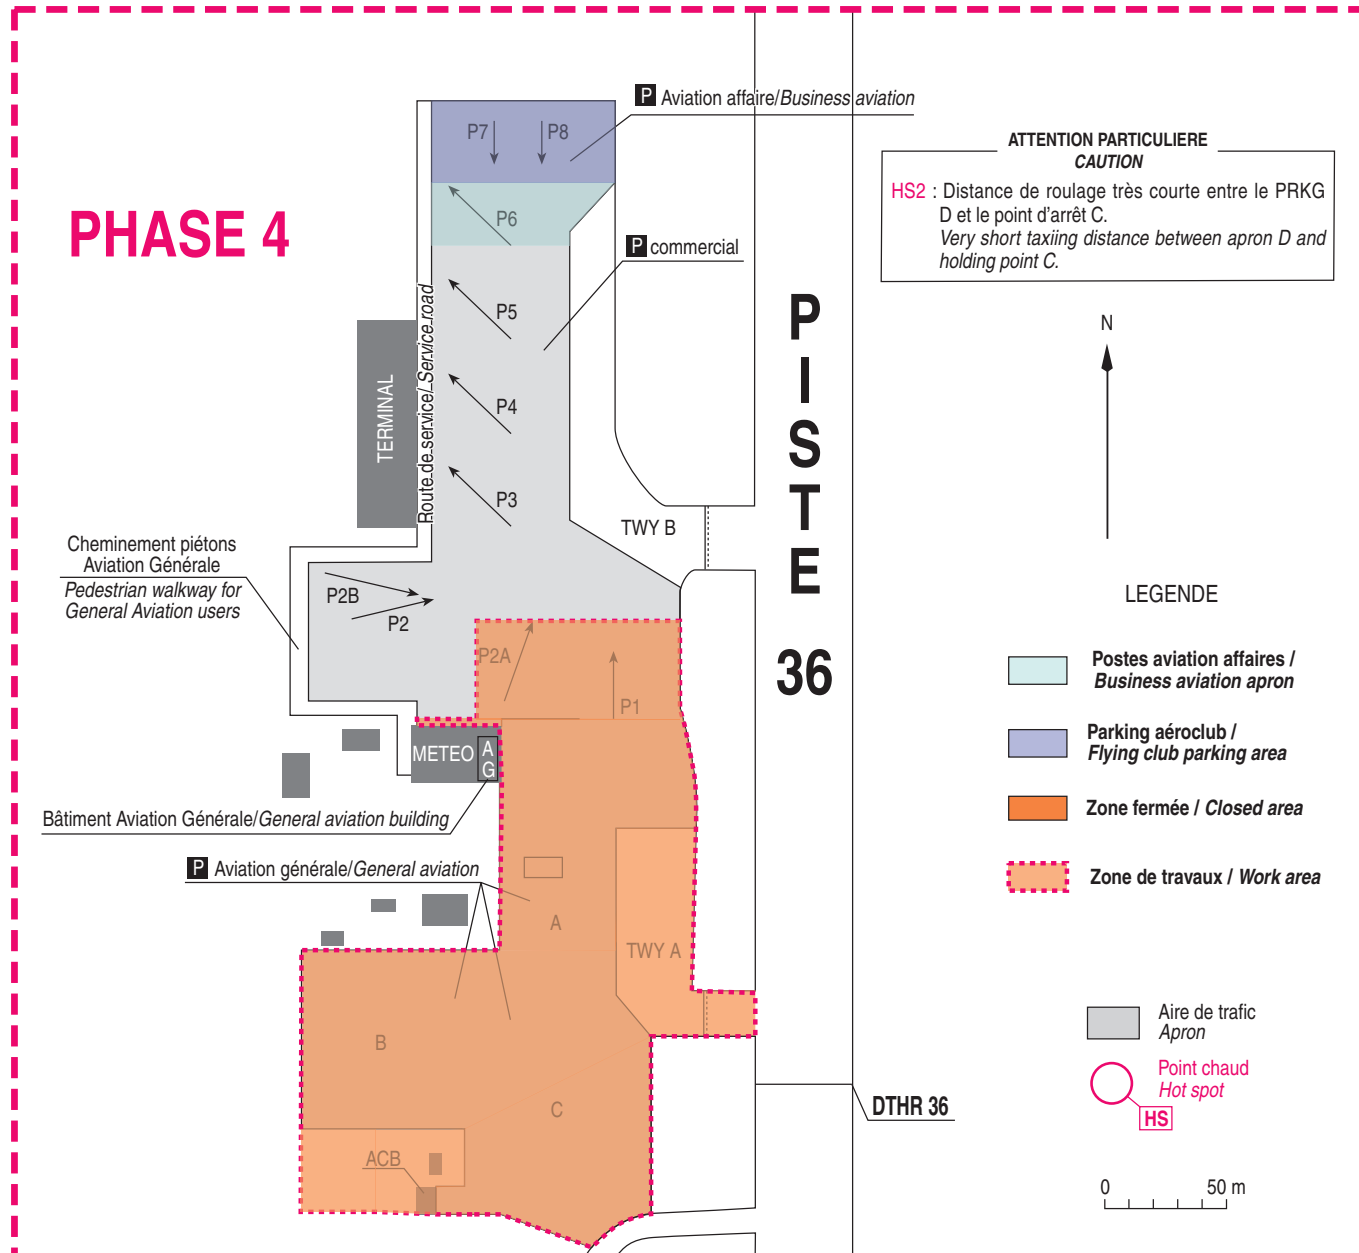 P Aviation affaire/Business aviation
P7
P8
ATTENTION PARTICULIERE
CAUTION
HS2 : Distance de roulage très courte entre le PRKG
D et le point d'arrêt C.
Very short taxiing distance between apron D and
holding point C.
PHASE 4
P6
P commercial
P5
P4
P3
TERMINAL
Route de service/ Service road
PISTE
36
N
TWY B
Cheminement piétons
Aviation Générale
Pedestrian walkway for
General Aviation users
P2B
P2
P2A
P1
METEO
AG
Bâtiment Aviation Générale/General aviation building
P Aviation générale/General aviation
A
TWY A
B
C
ACB
DTHR 36
LEGENDE
Postes aviation affaires /
Business aviation apron
Parking aéroclub /
Flying club parking area
Zone fermée / Closed area
Zone de travaux / Work area
Aire de trafic
Apron
Point chaud
Hot spot
HS
0 50 m